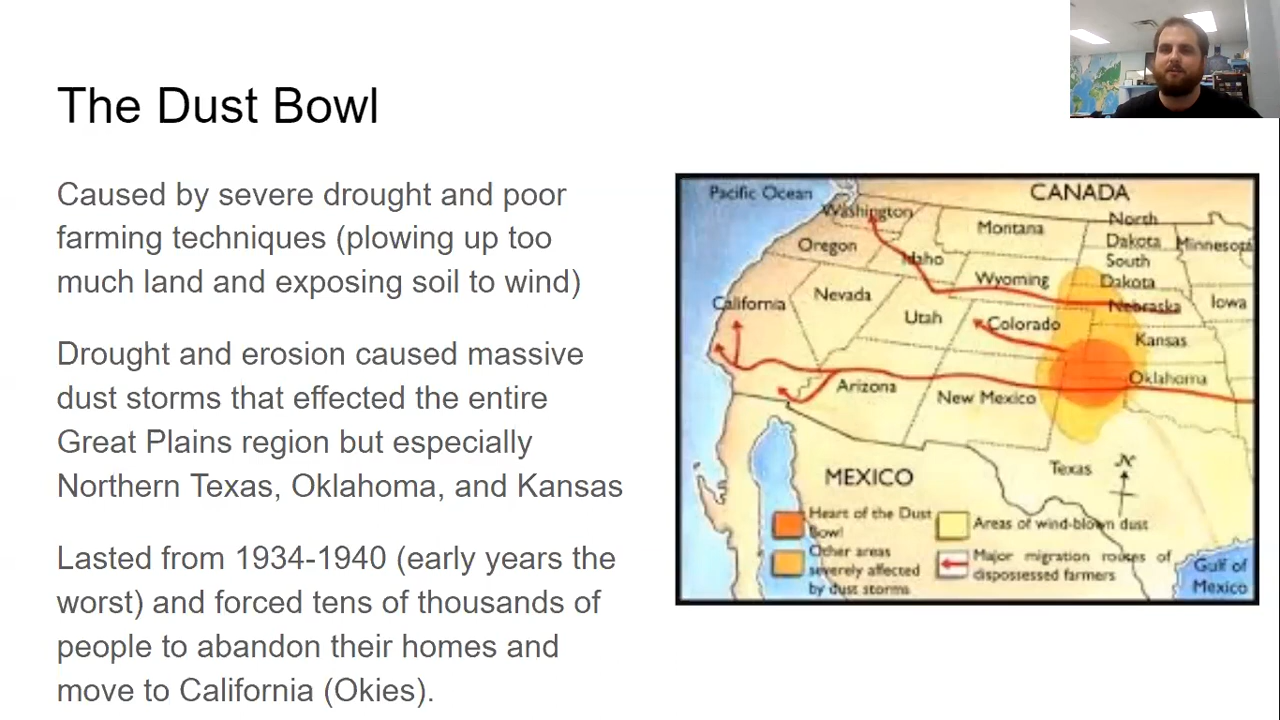 The Dust Bowl
Caused by severe drought and poor
farming techniques (plowing up too
much land and exposing soil to wind)
Drought and erosion caused massive
dust storms that effected the entire
Great Plains region but especially
Northern Texas, Oklahoma, and Kansas
Lasted from 1934-1940 (early years the
worst) and forced tens of thousands of
people to abandon their homes and
move to California (Okies).
Pacific Ocean
CANADA
Washington
Montana
North
Dakota
Minnesota
Oregon
Idaho
South
Dakota
Wyoming
California
Nevada
Nebraska
Iowa
Utah
Colorado
Kansas
Arizona
Oklahoma
New Mexico
MEXICO
Texas
N
Heart of the Dust
Bowl
Other areas
severely affected
by dust storms
Areas of wind-blown dust
Major migration routes of
dispossessed farmers
Gulf of
Mexico